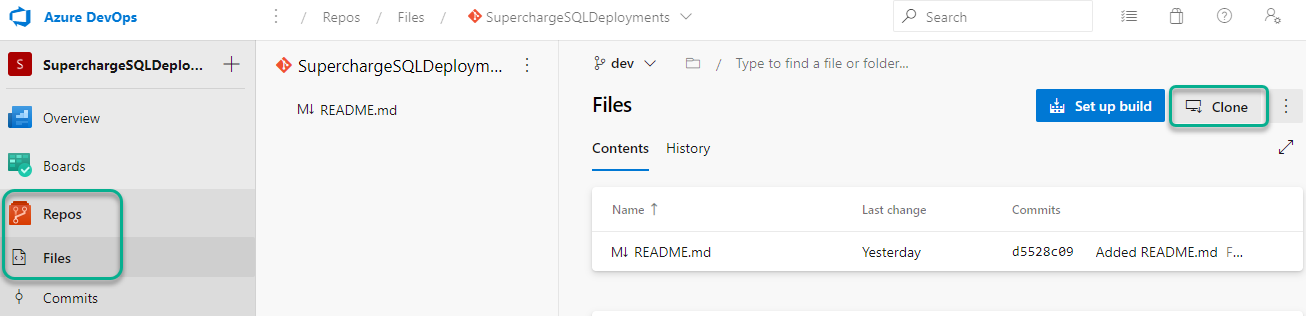 Azure DevOps / Repos / Files / SuperchargeSQLDeployments Search
S SuperchargeSQLDeplo... +
Overview
Boards
Repos
Files
Commits
SuperchargeSQLDeploym...
M↓ README.md
dev / Type to find a file or folder...
Files
Set up build Clone
Contents History
Name ↑ Last change Commits
M↓ README.md Yesterday d5528c09 Added README.md F...